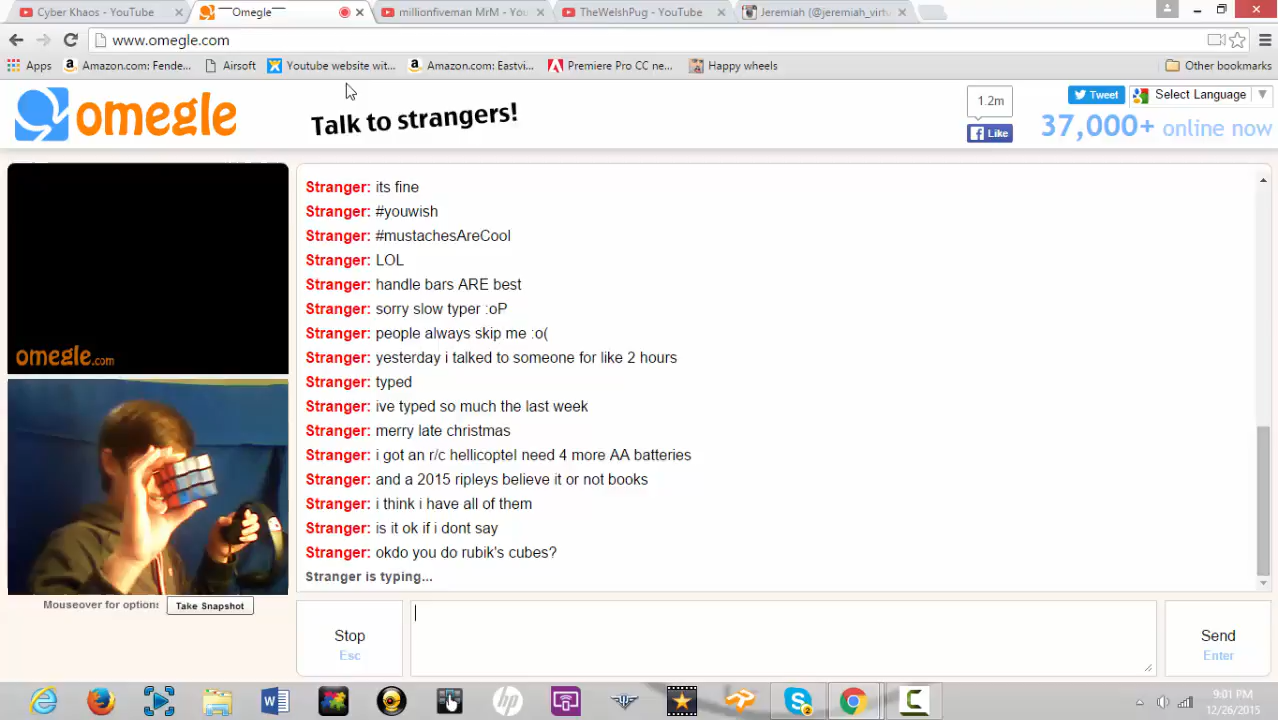 Cyber Khaos - YouTube
Omegle
millionfiveman MrM - You
TheWelshPug - YouTube
Jeremiah (@jeremiah_virtu
www.omegle.com
Apps
Amazon.com: Fende...
Airsoft
Youtube website wit...
Amazon.com: Eastvi...
Premiere Pro CC ne...
Happy wheels
Other bookmarks
omegle
Talk to strangers!
1.2m
Like
Tweet
Select Language
37,000+ online now
omegle.com
Stranger: its fine
Stranger: #youwish
Stranger: #mustachesAreCool
Stranger: LOL
Stranger: handle bars ARE best
Stranger: sorry slow typer :oP
Stranger: people always skip me :o(
Stranger: yesterday i talked to someone for like 2 hours
Stranger: typed
Stranger: ive typed so much the last week
Stranger: merry late christmas
Stranger: i got an r/c hellicopteI need 4 more AA batteries
Stranger: and a 2015 ripleys believe it or not books
Stranger: i think i have all of them
Stranger: is it ok if i dont say
Stranger: okdo you do rubik's cubes?
Stranger is typing...
Mouseover for options
Take Snapshot
Stop
Esc
Send
Enter
9:01 PM
12/26/2015